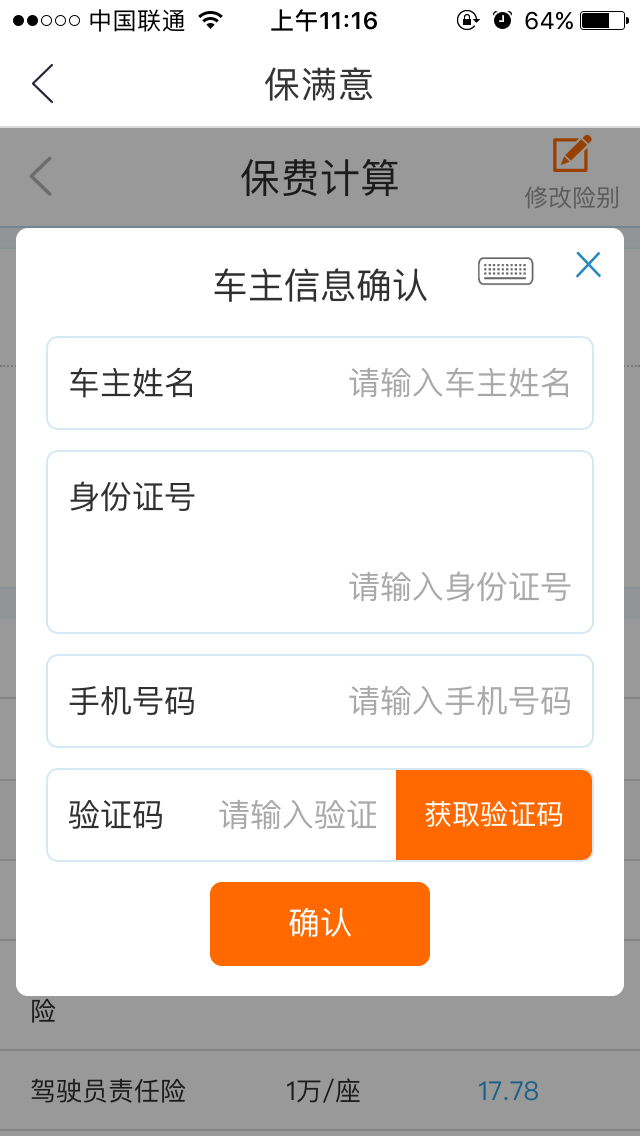 中国联通 上午11:16 64%
保满意
保费计算
修改险别
车主信息确认
车主姓名 请输入车主姓名
身份证号
请输入身份证号
手机号码 请输入手机号码
验证码 请输入验证 获取验证码
确认
险
驾驶员责任险 1万/座 17.78